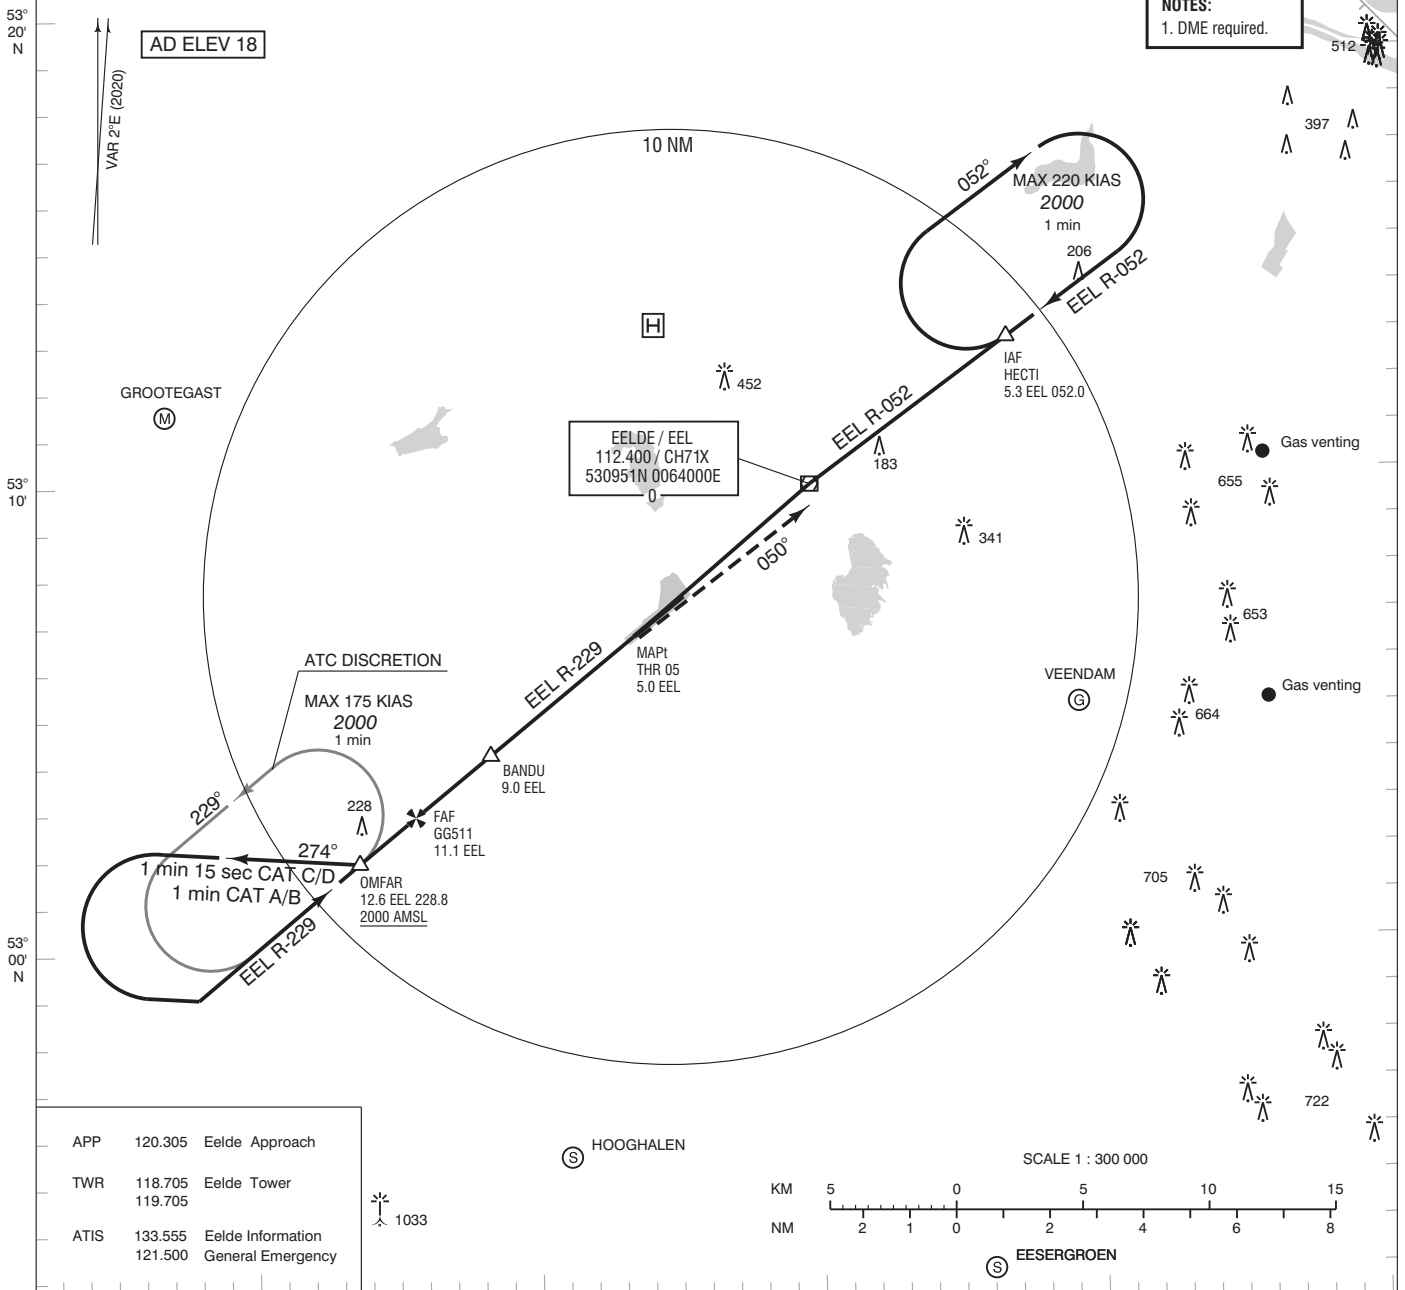 53°
20'
N
AD ELEV 18
VAR 2°E (2020)
NOTES:
1. DME required.
512
397
10 NM
052°
MAX 220 KIAS
2000
1 min
206
EEL R-052
H
452
GROOTEGAST
M
IAF
HECTI
5.3 EEL 052.0
EEL R-052
183
EELDE / EEL
112.400 / CH71X
530951N 0064000E
0
53°
10'
Gas venting
655
341
050°
653
MAPt
THR 05
5.0 EEL
EEL R-229
ATC DISCRETION
MAX 175 KIAS
2000
1 min
VEENDAM
G
Gas venting
664
BANDU
9.0 EEL
229°
228
FAF
GG511
11.1 EEL
274°
1 min 15 sec CAT C/D
1 min CAT A/B
OMFAR
12.6 EEL 228.8
2000 AMSL
EEL R-229
705
53°
00'
N
722
APP 120.305 Eelde Approach
TWR 118.705 Eelde Tower
119.705
ATIS 133.555 Eelde Information
121.500 General Emergency
1033
S HOOGHALEN
SCALE 1 : 300 000
KM 5 0 5 10 15
NM 2 1 0 2 4 6 8
S EESERGROEN